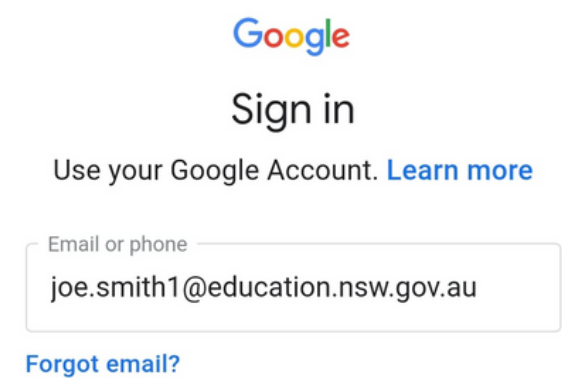 Google
Sign in
Use your Google Account. Learn more
Email or phone
joe.smith1@education.nsw.gov.au
Forgot email?